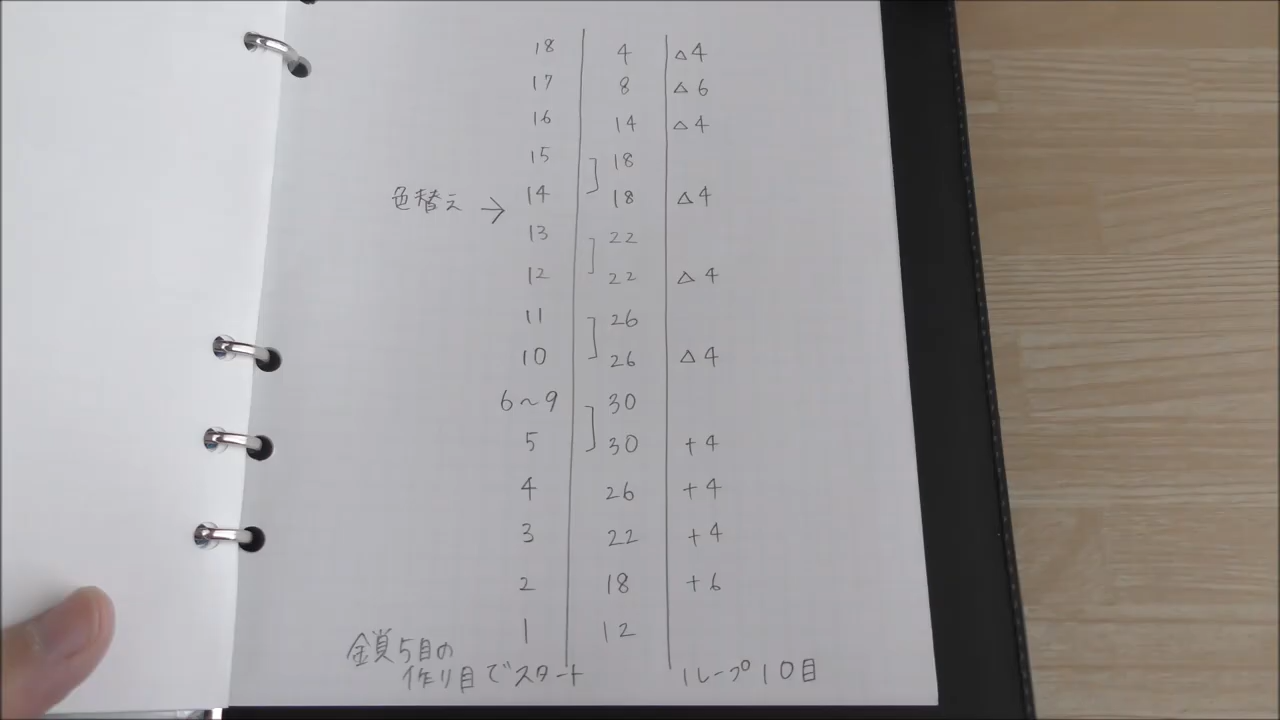 18 4 △4
17 8 △6
16 14 △4
15 18
色替え → 14 18 △4
13 22
12 22 △4
11 26
10 26 △4
6〜9 30
5 30 +4
4 26 +4
3 22 +4
2 18 +6
1 12
鎖5目の
作り目でスタート
ループ10目